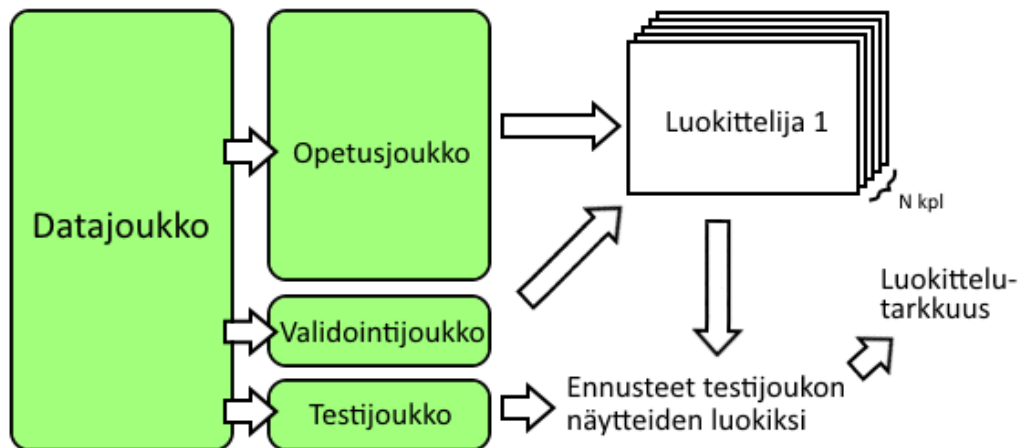 Datajoukko
Opetusjoukko
Validointijoukko
Testijoukko
Luokittelija 1
N kpl
Ennusteet testijoukon
näytteiden luokiksi
Luokittelu-
tarkkuus